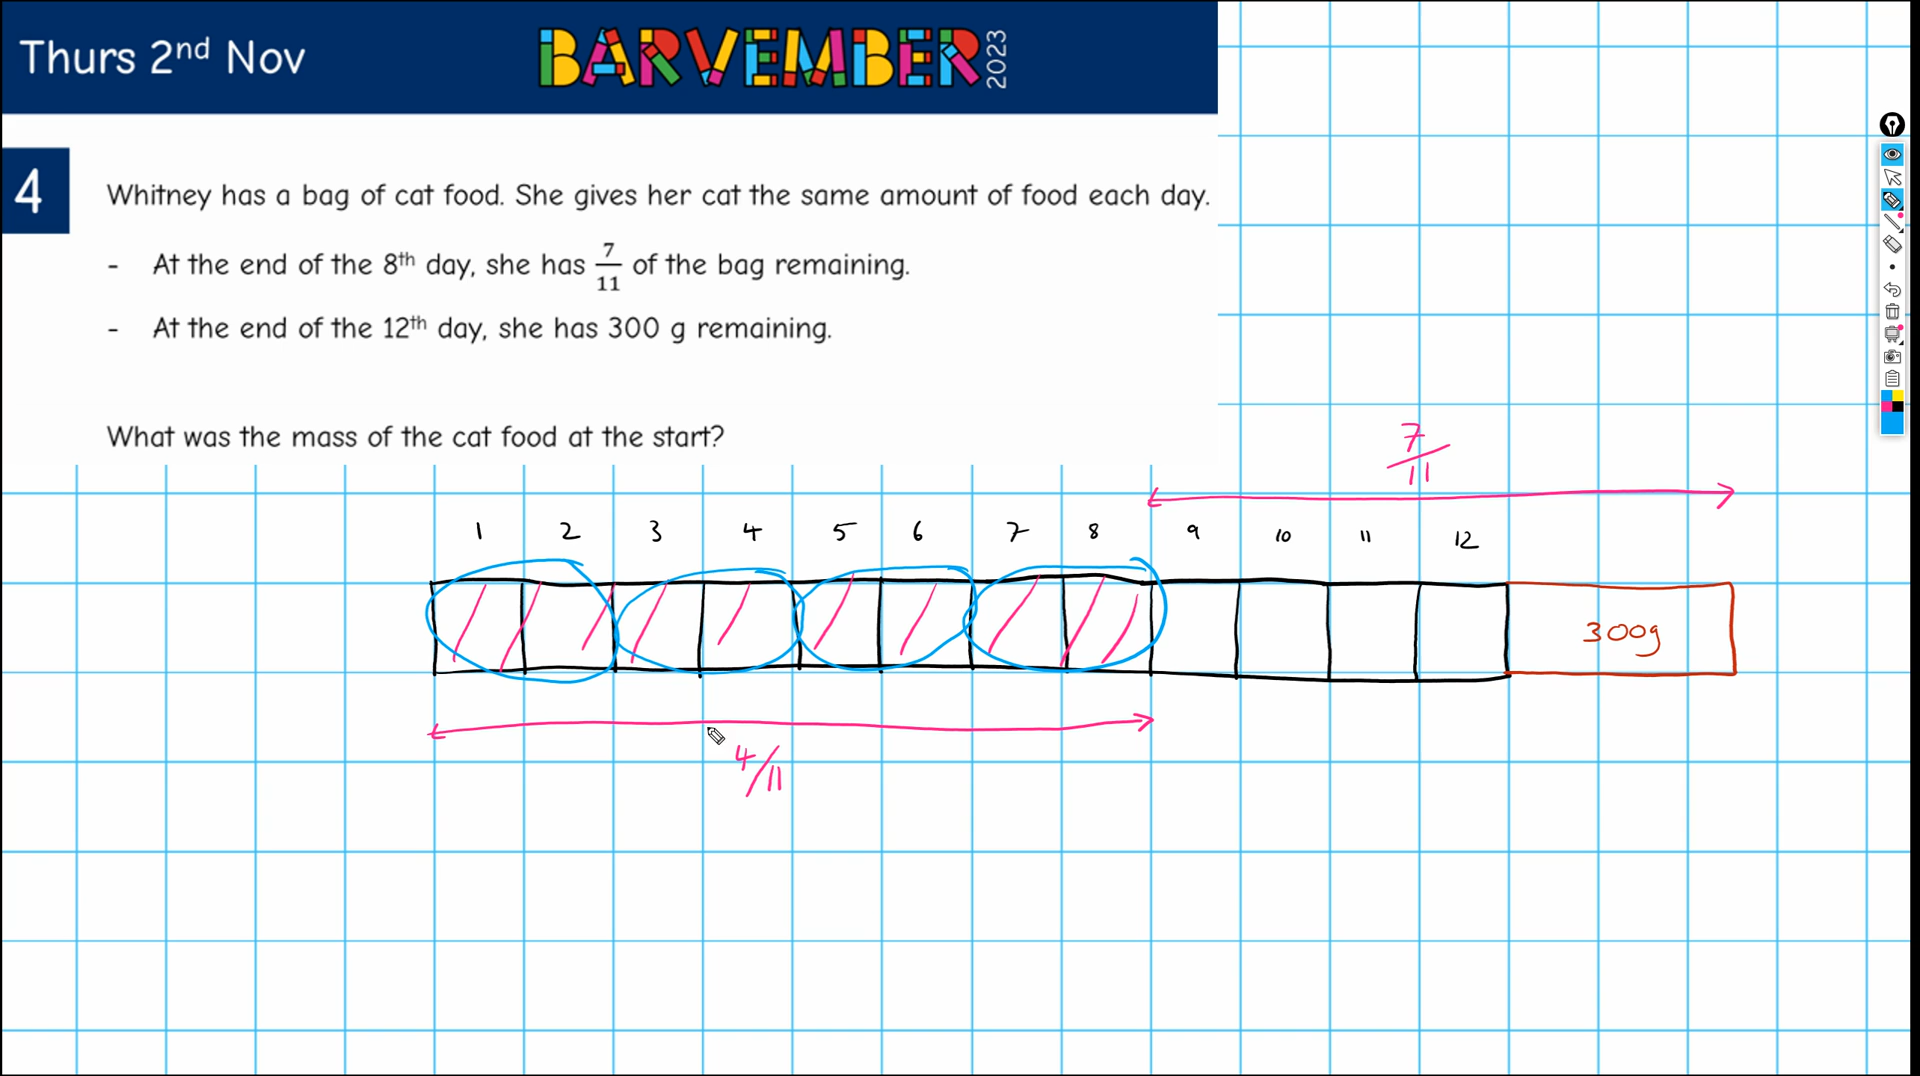 Thurs 2nd Nov
BARVEMBER 2023
4
Whitney has a bag of cat food. She gives her cat the same amount of food each day.
- At the end of the 8th day, she has 7/11 of the bag remaining.
- At the end of the 12th day, she has 300 g remaining.
What was the mass of the cat food at the start?
7/11
1 2 3 4 5 6 7 8 9 10 11 12
300g
4/11